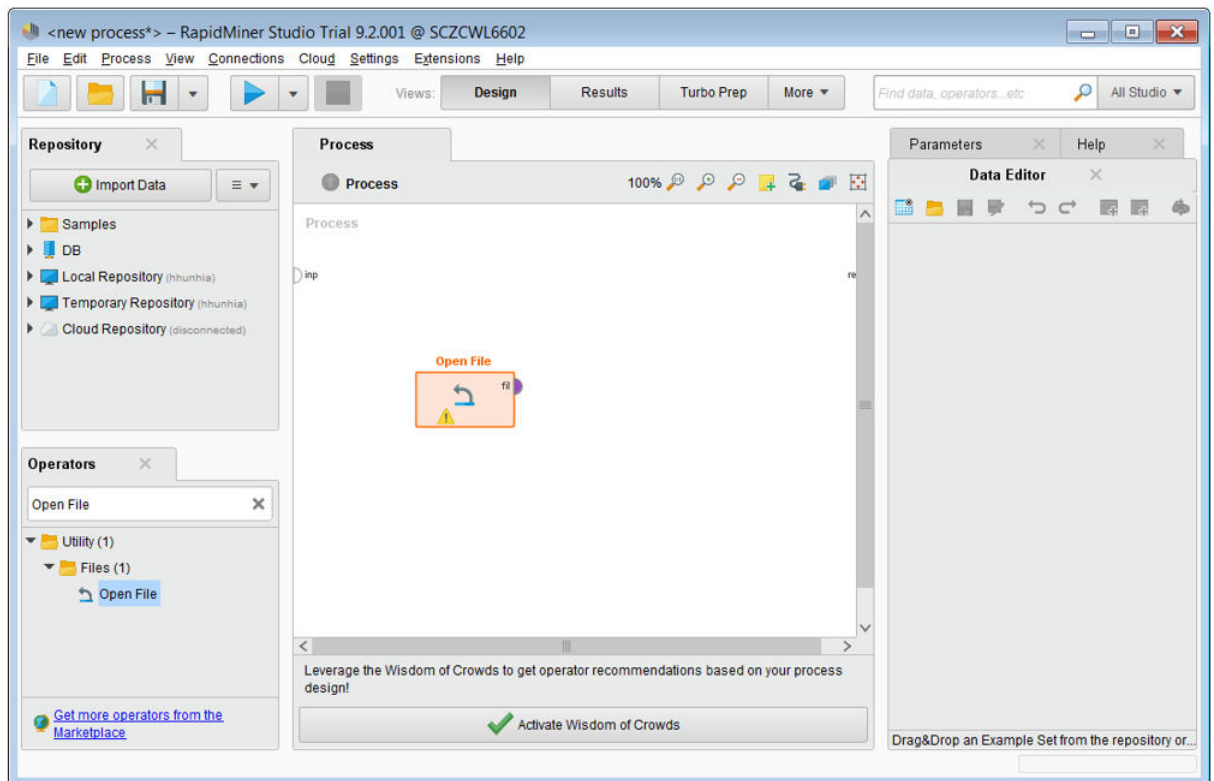 <new process*> – RapidMiner Studio Trial 9.2.001 @ SCZCWL6602
File Edit Process View Connections Cloud Settings Extensions Help
Views: Design Results Turbo Prep More ▼ Find data, operators...etc All Studio ▼
Repository
Import Data
Samples
DB
Local Repository (hhunhia)
Temporary Repository (hhunhia)
Cloud Repository (disconnected)
Operators
Open File
Utility (1)
Files (1)
Open File
Get more operators from the
Marketplace
Process
Process 100%
Process
inp re
Open File
fil
Leverage the Wisdom of Crowds to get operator recommendations based on your process
design!
Activate Wisdom of Crowds
Parameters Help
Data Editor
Drag&Drop an Example Set from the repository or...